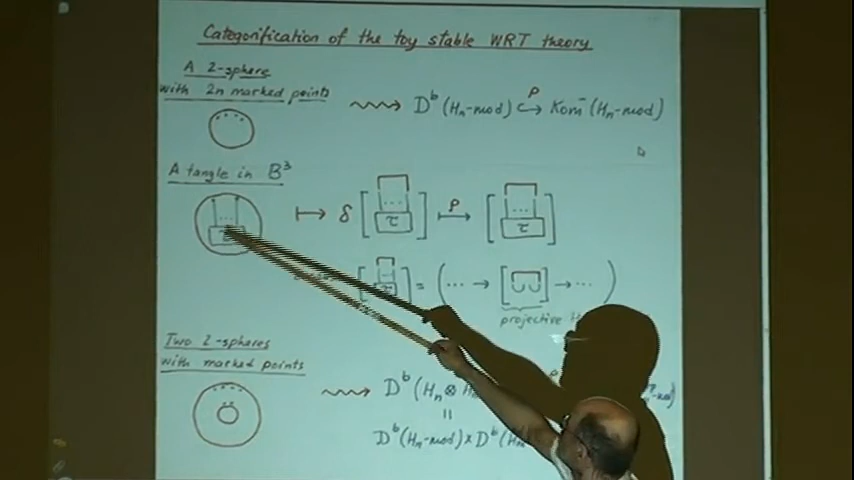 Categorification of the toy stable WRT theory
A 2-sphere
with 2n marked points
D^b (H_n-mod) ↪ Kom^- (H_n-mod)
ρ
A tangle in B^3
↦ δ [ τ ] ρ ↦ [ τ ]
[ τ ] = ( ... → [ ] → ... )
projective
Two 2-spheres
with marked points
D^b (H_n ⊗
=
D^b (H_n-mod) × D^b (H_n